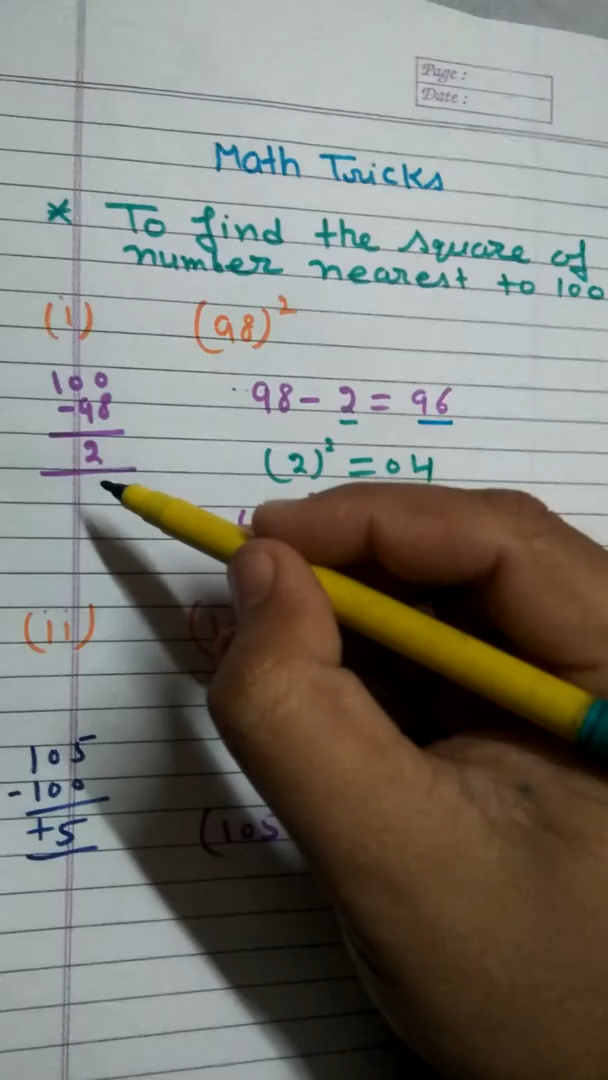 Page :
Date :
Math Tricks
* To find the square of
number nearest to 100
(i) (98)²
100
-98
2
98 - 2 = 96
(2)² = 04
(ii)
105
-100
+5
(105